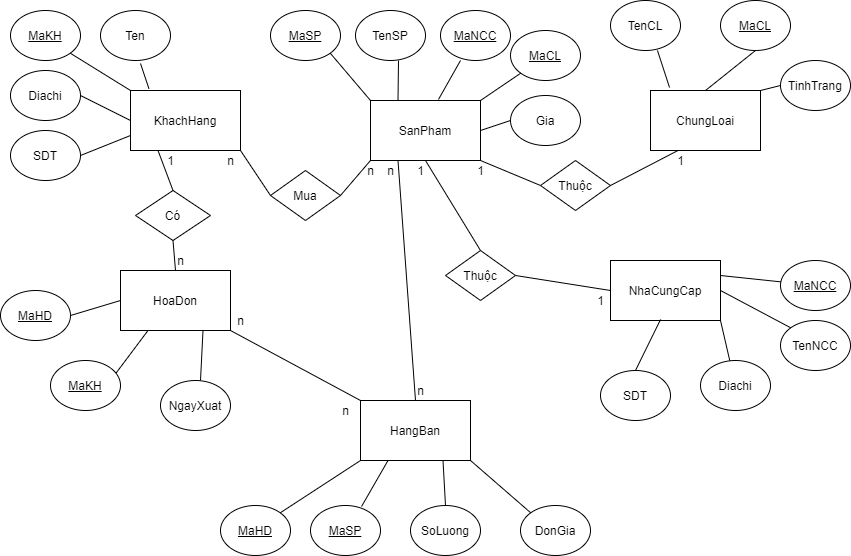 MaKH
Ten
MaSP
TenSP
MaNCC
MaCL
TenCL
MaCL
TinhTrang
Diachi
KhachHang
SanPham
Gia
ChungLoai
SDT
1
n
n
n
1
1
1
Mua
Thuộc
Có
n
Thuộc
NhaCungCap
MaNCC
1
HoaDon
MaHD
n
TenNCC
MaKH
NgayXuat
SDT
Diachi
n
n
HangBan
MaHD
MaSP
SoLuong
DonGia